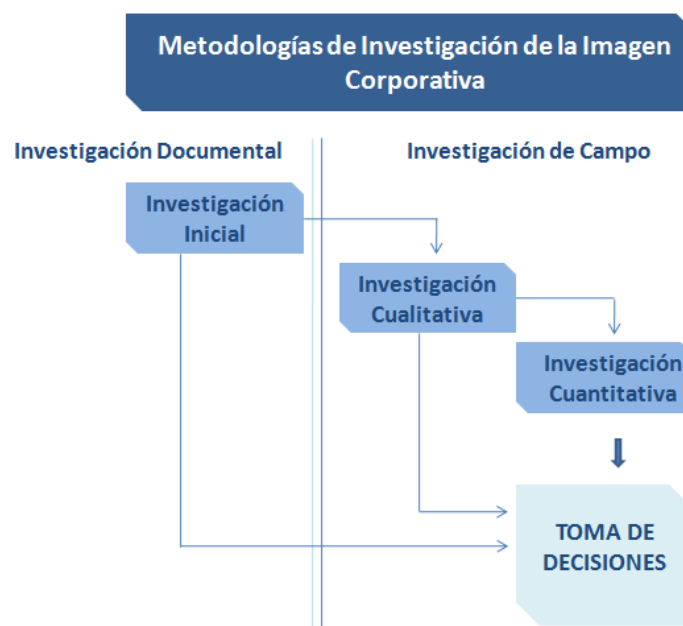 Metodologías de Investigación de la Imagen
Corporativa
Investigación Documental
Investigación de Campo
Investigación
Inicial
Investigación
Cualitativa
Investigación
Cuantitativa
TOMA DE
DECISIONES